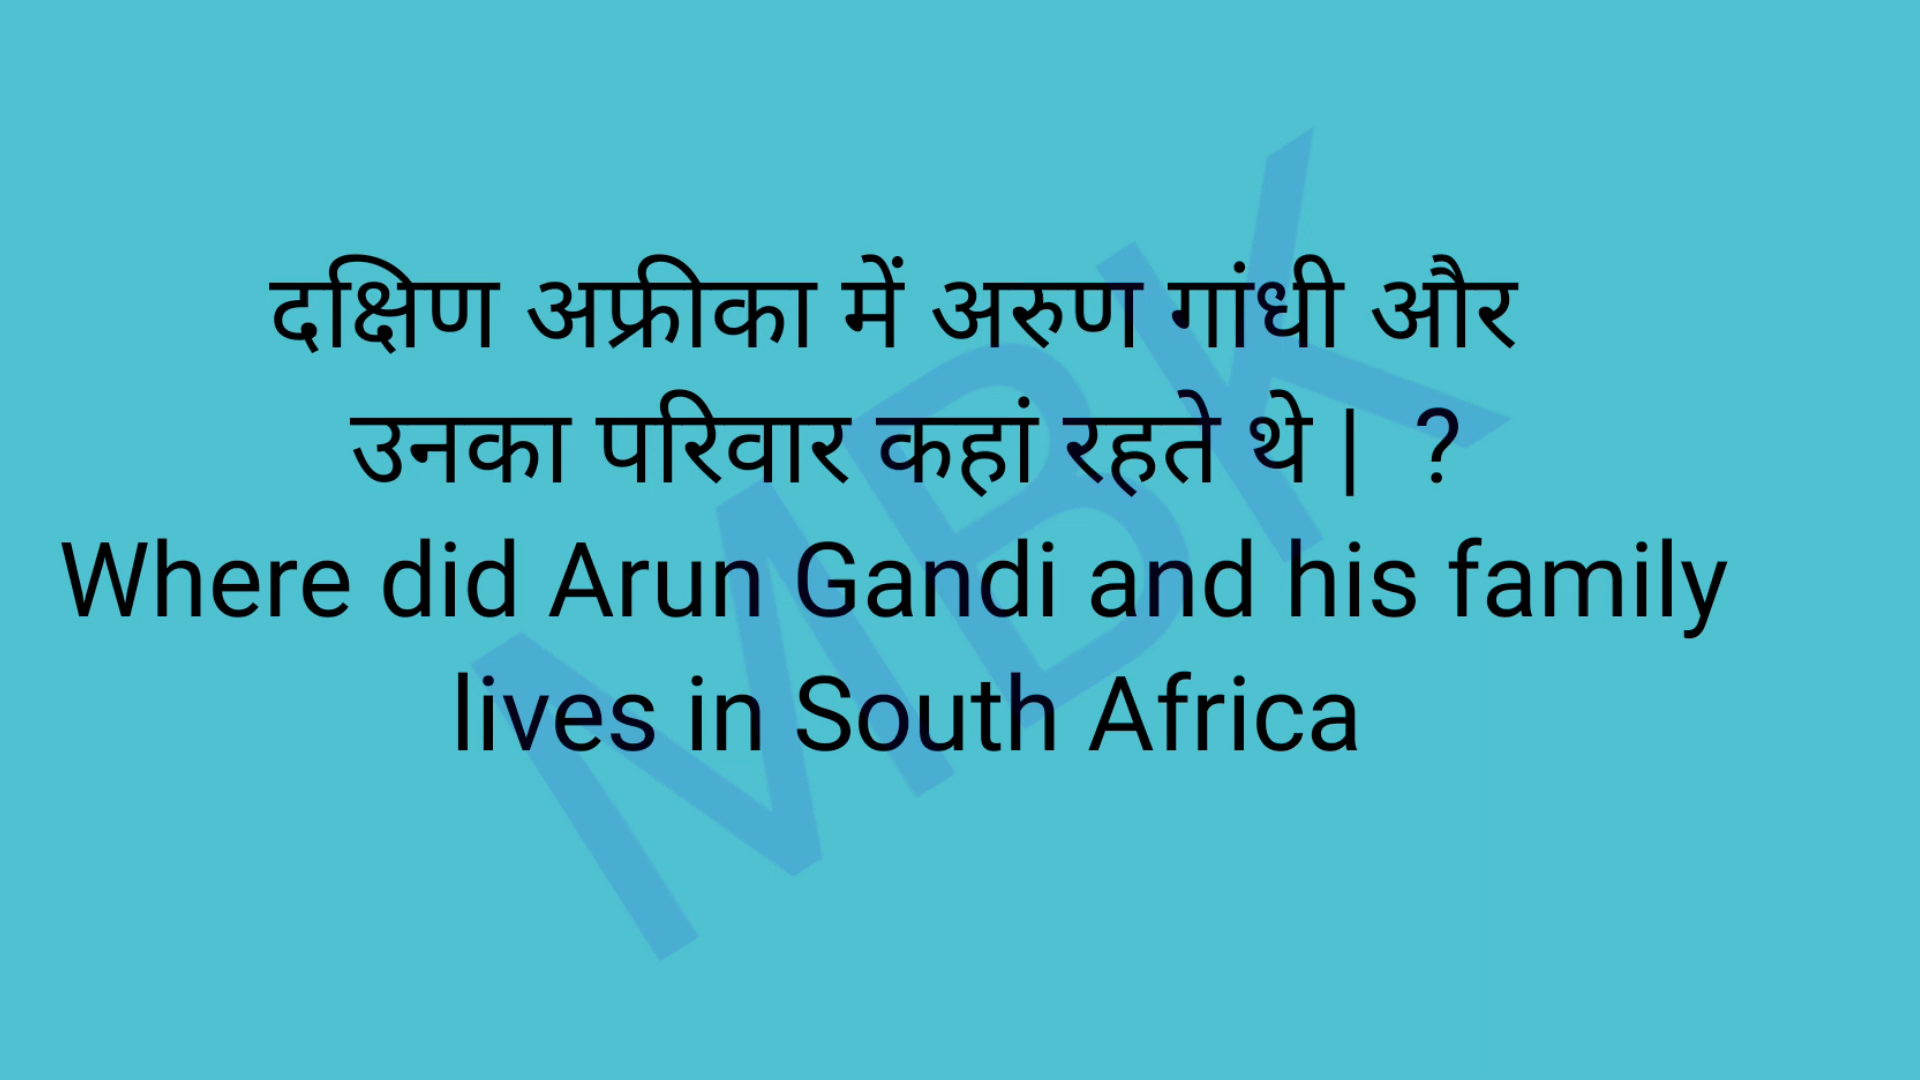 दक्षिण अफ्रीका में अरुण गांधी और
उनका परिवार कहां रहते थे | ?
Where did Arun Gandi and his family
lives in South Africa
MBK